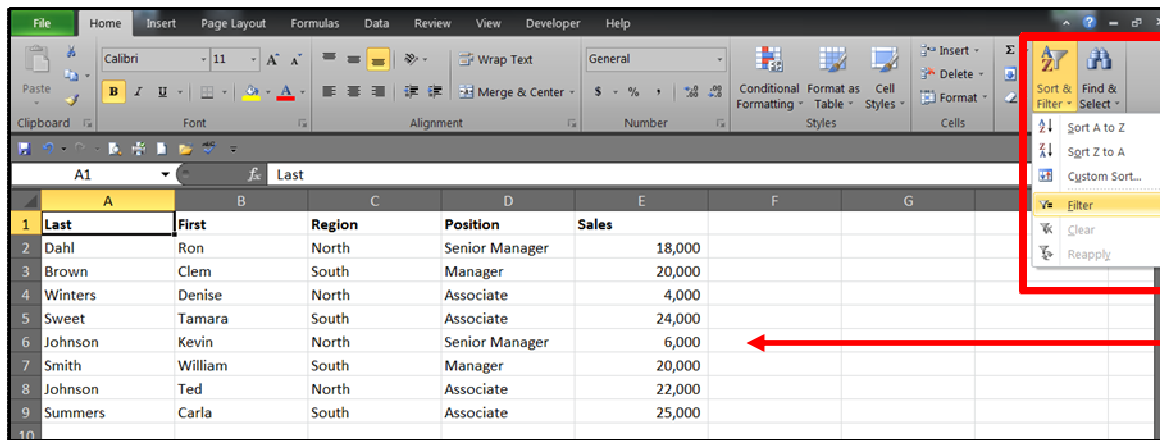 File Home Insert Page Layout Formulas Data Review View Developer Help
Calibri 11 A A Wrap Text General Insert Σ
Paste B I U A Merge & Center $ % , Conditional Formatting Format as Table Cell Styles Delete Format Sort & Filter Find & Select
Clipboard Font Alignment Number Styles Cells
Sort A to Z
Sort Z to A
Custom Sort...
Filter
Clear
Reapply
A1 fx Last
A B C D E F G
1 Last First Region Position Sales
2 Dahl Ron North Senior Manager 18,000
3 Brown Clem South Manager 20,000
4 Winters Denise North Associate 4,000
5 Sweet Tamara South Associate 24,000
6 Johnson Kevin North Senior Manager 6,000
7 Smith William South Manager 20,000
8 Johnson Ted North Associate 22,000
9 Summers Carla South Associate 25,000
10